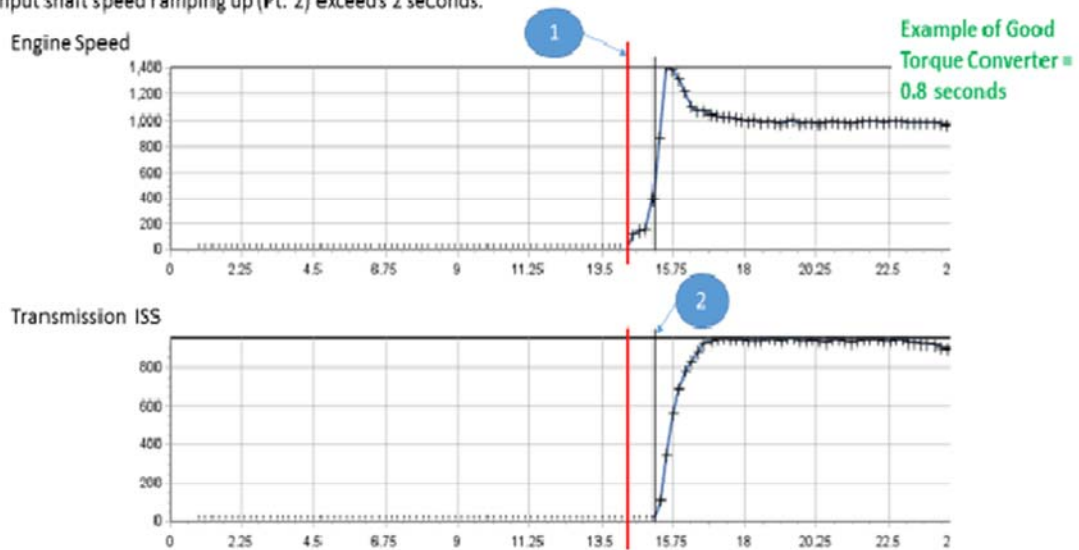 nput shaft speed ramping up (Pt. 2) exceeds 2 seconds.
1
Engine Speed
Example of Good
Torque Converter =
0.8 seconds
1,400
1,200
1,000
800
600
400
200
0
0 2.25 4.5 6.75 9 11.25 13.5 15.75 18 20.25 22.5 2
2
Transmission ISS
800
600
400
200
0
0 2.25 4.5 6.75 9 11.25 13.5 15.75 18 20.25 22.5 2